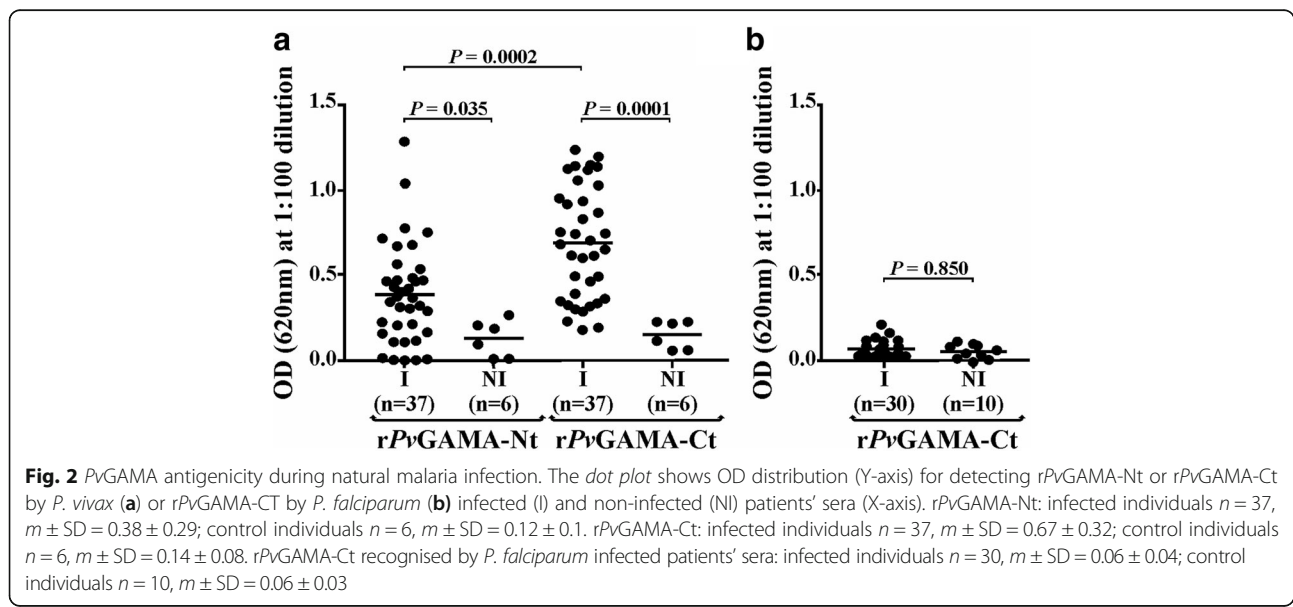 a
b
P = 0.0002
P = 0.035
P = 0.0001
P = 0.850
OD (620nm) at 1:100 dilution
1.5
1.0
0.5
0.0
I
NI
I
NI
(n=37)
(n=6)
(n=37)
(n=6)
rPvGAMA-Nt
rPvGAMA-Ct
OD (620nm) at 1:100 dilution
1.5
1.0
0.5
0.0
I
NI
(n=30)
(n=10)
rPvGAMA-Ct
Fig. 2 PvGAMA antigenicity during natural malaria infection. The dot plot shows OD distribution (Y-axis) for detecting rPvGAMA-Nt or rPvGAMA-Ct
by P. vivax (a) or rPvGAMA-CT by P. falciparum (b) infected (I) and non-infected (NI) patients' sera (X-axis). rPvGAMA-Nt: infected individuals n = 37,
m ± SD = 0.38 ± 0.29; control individuals n = 6, m ± SD = 0.12 ± 0.1. rPvGAMA-Ct: infected individuals n = 37, m ± SD = 0.67 ± 0.32; control individuals
n = 6, m ± SD = 0.14 ± 0.08. rPvGAMA-Ct recognised by P. falciparum infected patients' sera: infected individuals n = 30, m ± SD = 0.06 ± 0.04; control
individuals n = 10, m ± SD = 0.06 ± 0.03